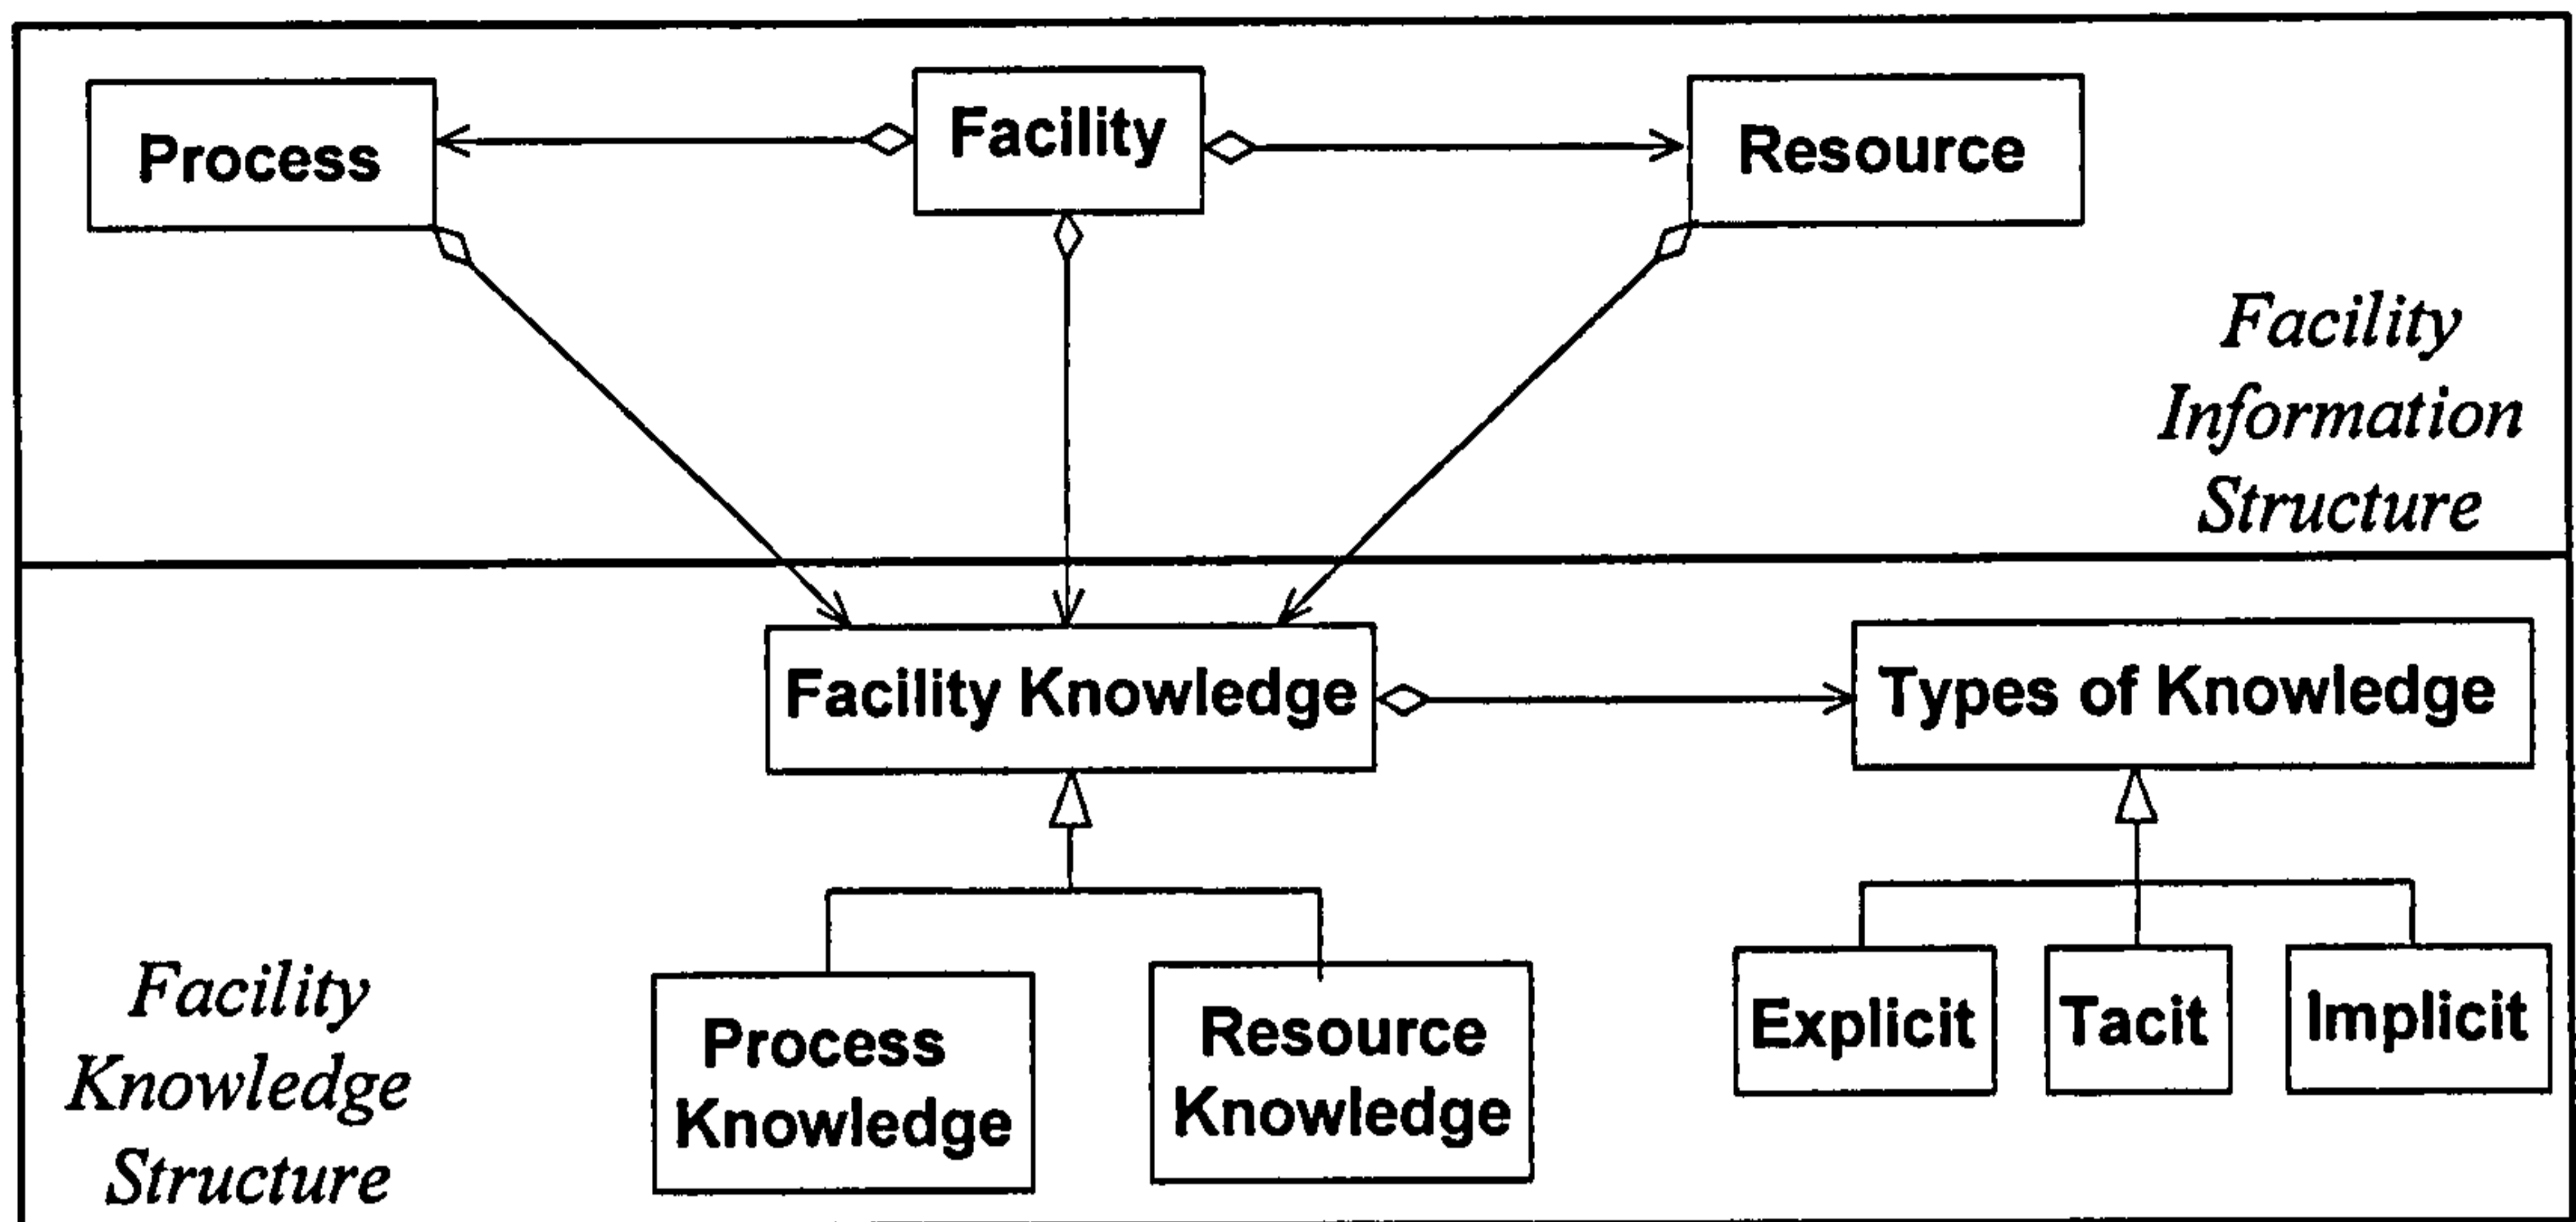 Process
Facility
Resource
Facility
Information
Structure
Facility Knowledge
Types of Knowledge
Process
Knowledge
Resource
Knowledge
Explicit
Tacit
Implicit
Facility
Knowledge
Structure